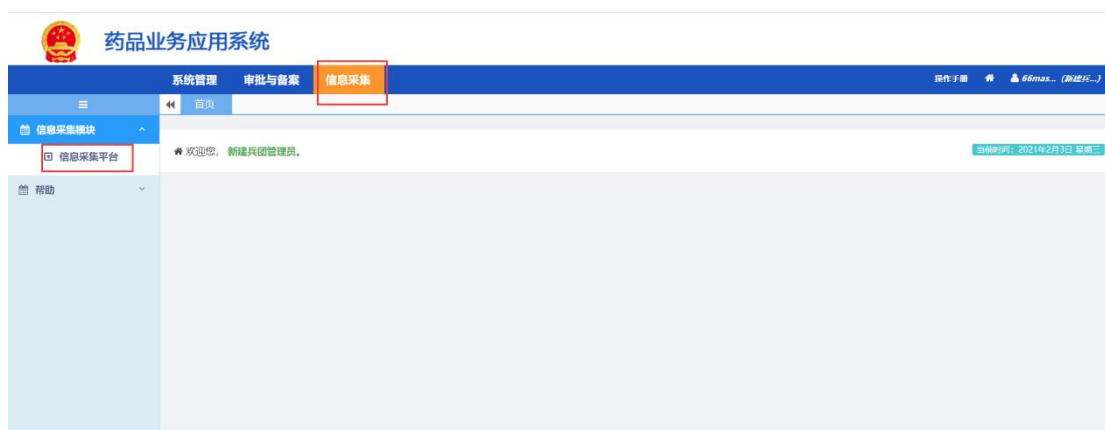 药品业务应用系统
系统管理 审批与备案 信息采集 操作手册 66mas... (新建兵...)
首页
信息采集模块
信息采集平台
欢迎您，新建兵团管理员。 当前时间：2021年2月3日 星期三
帮助